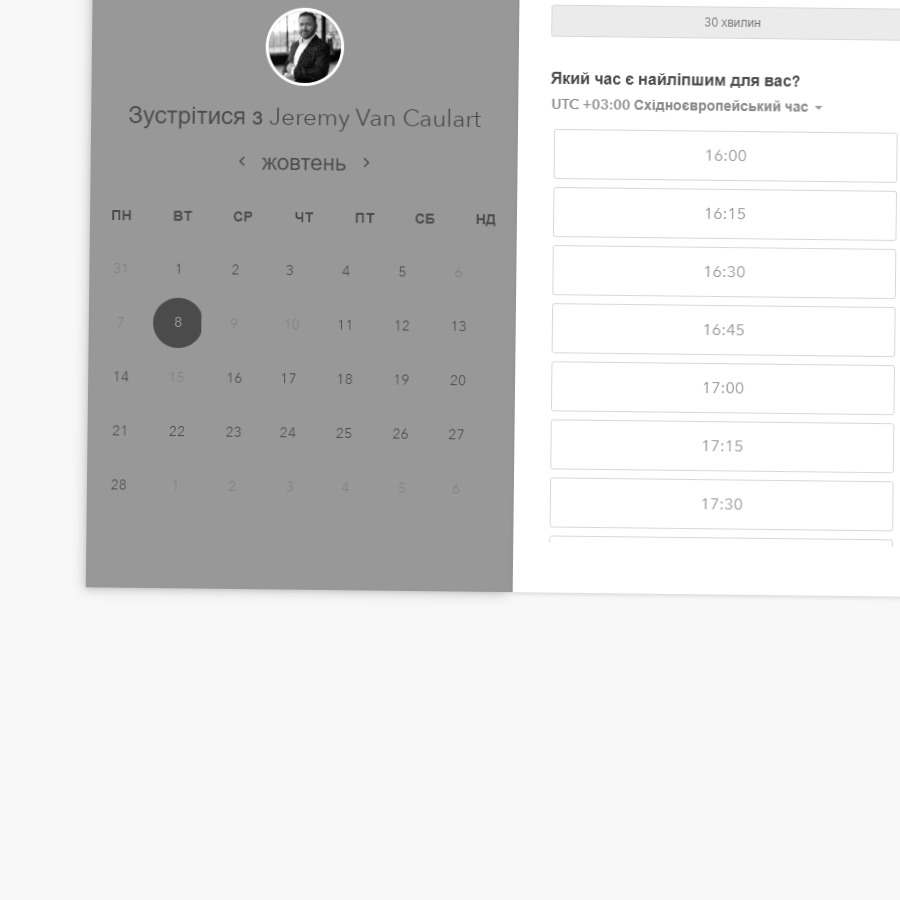 Зустрітися з Jeremy Van Caulart
‹ жовтень ›
ПН ВТ СР ЧТ ПТ СБ НД
31 1 2 3 4 5 6
7 8 9 10 11 12 13
14 15 16 17 18 19 20
21 22 23 24 25 26 27
28 1 2 3 4 5 6
30 хвилин
Який час є найліпшим для вас?
UTC +03:00 Східноєвропейський час
16:00
16:15
16:30
16:45
17:00
17:15
17:30